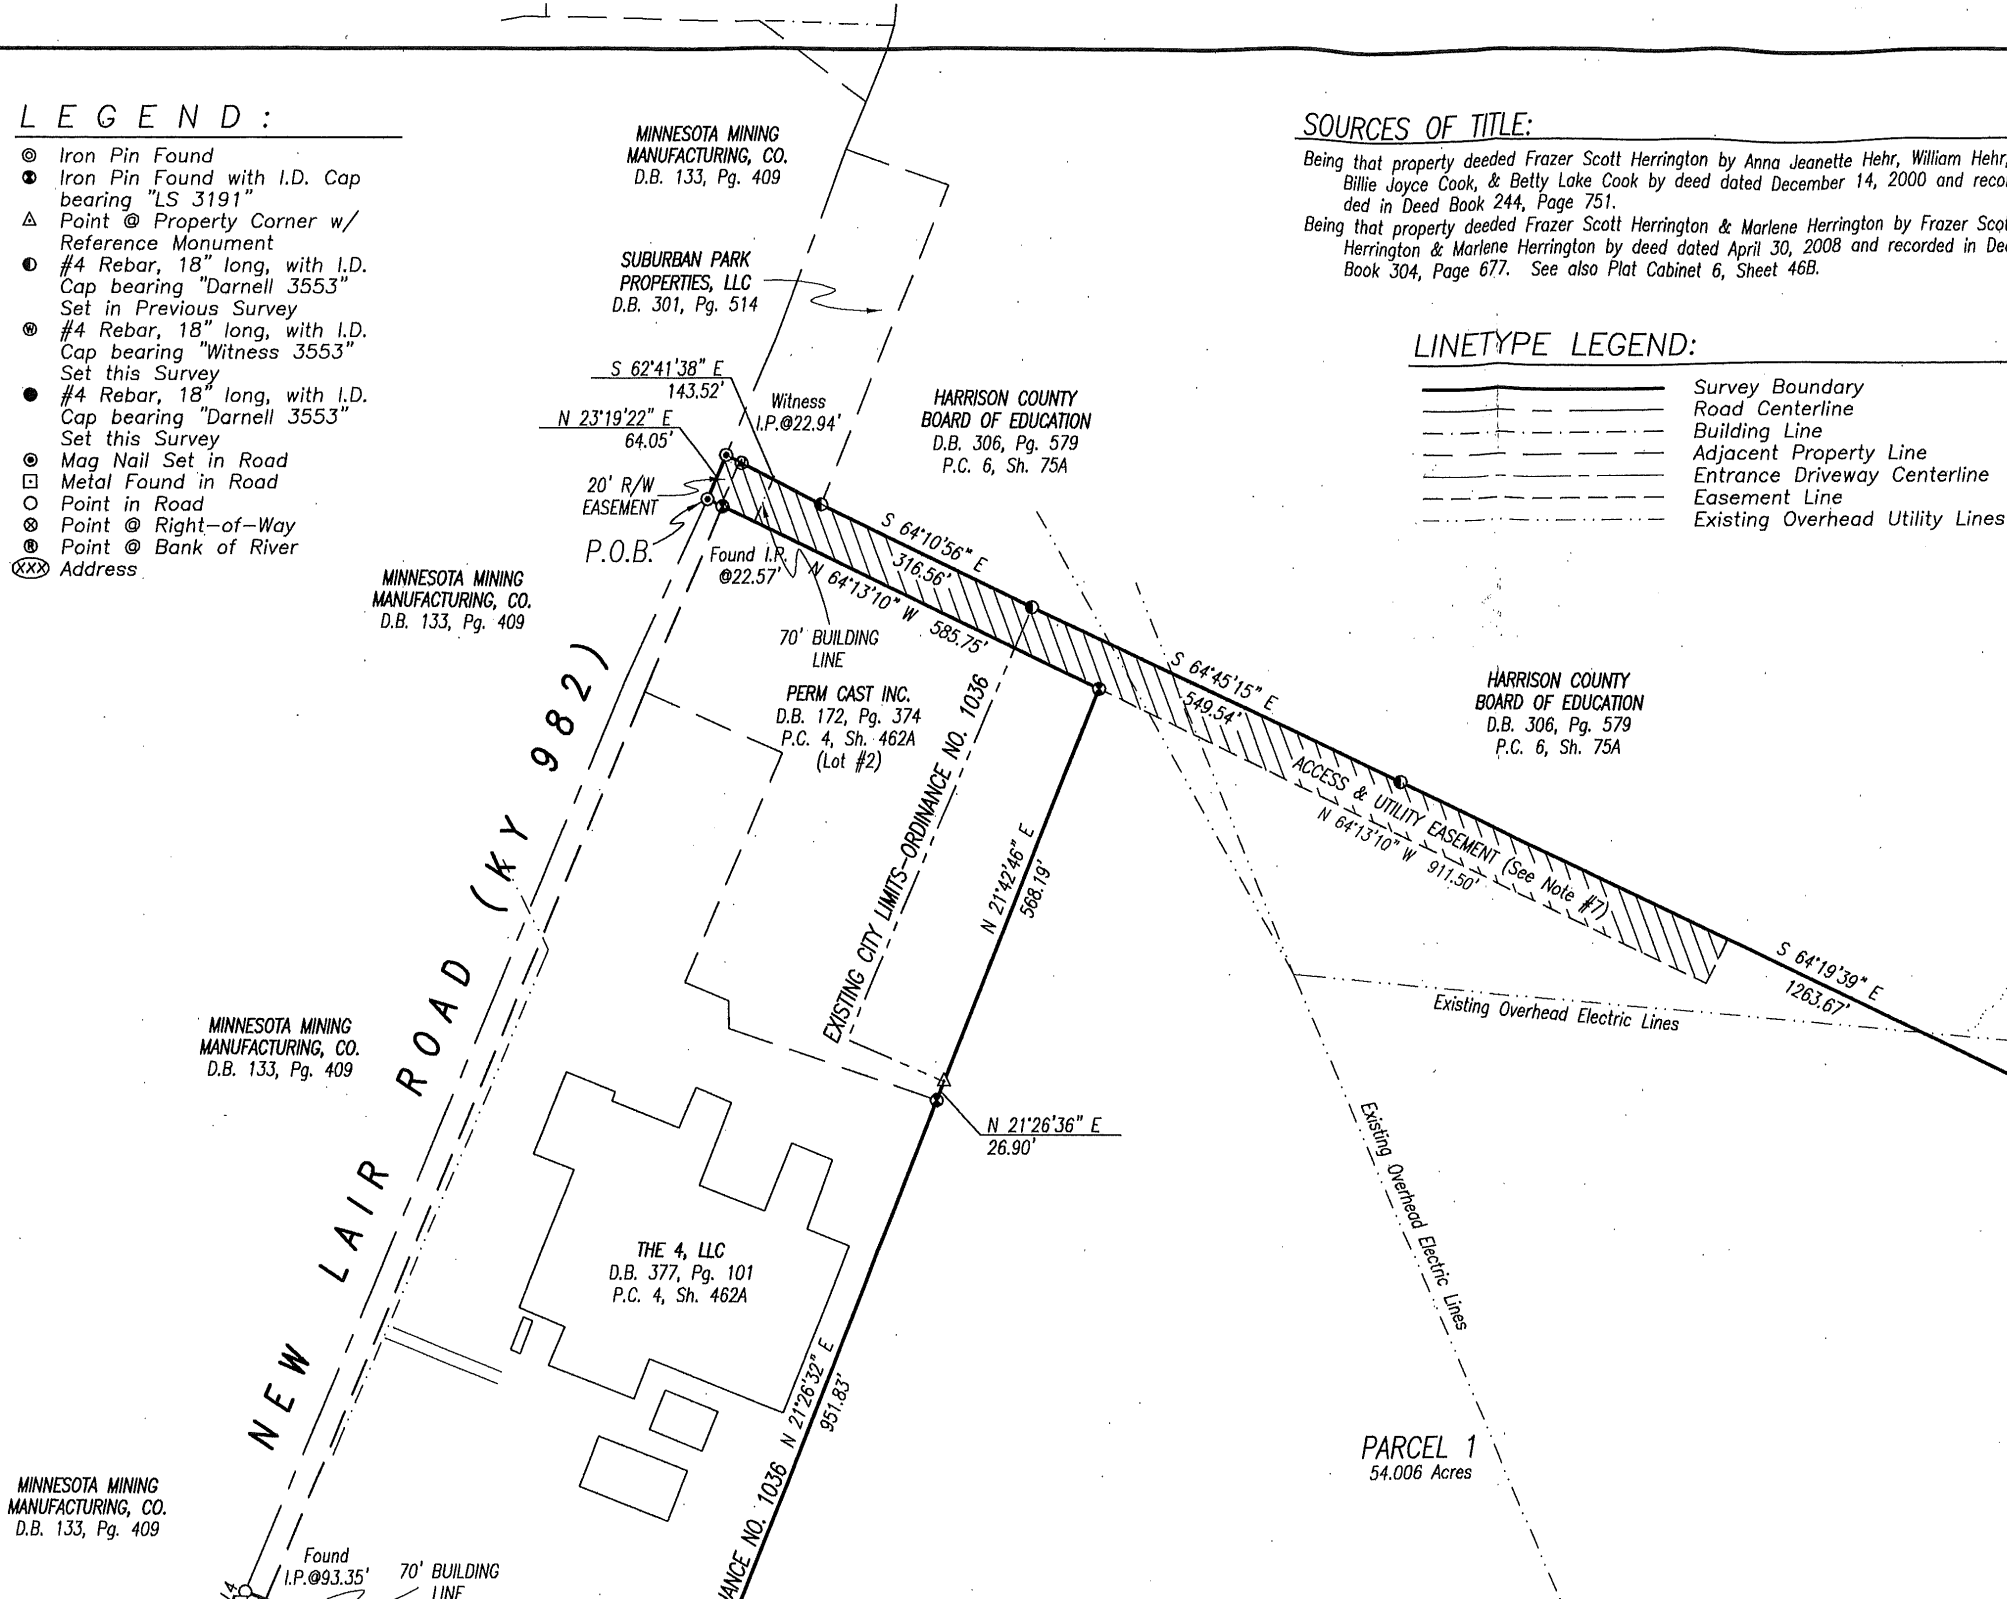 LEGEND:
Iron Pin Found
Iron Pin Found with I.D. Cap
bearing "LS 3191"
Point @ Property Corner w/
Reference Monument
#4 Rebar, 18" long, with I.D.
Cap bearing "Darnell 3553"
Set in Previous Survey
#4 Rebar, 18" long, with I.D.
Cap bearing "Witness 3553"
Set this Survey
#4 Rebar, 18" long, with I.D.
Cap bearing "Darnell 3553"
Set this Survey
Mag Nail Set in Road
Metal Found in Road
Point in Road
Point @ Right-of-Way
Point @ Bank of River
XXX Address
MINNESOTA MINING
MANUFACTURING, CO.
D.B. 133, Pg. 409
SUBURBAN PARK
PROPERTIES, LLC
D.B. 301, Pg. 514
SOURCES OF TITLE:
Being that property deeded Frazer Scott Herrington by Anna Jeanette Hehr, William Hehr,
Billie Joyce Cook, & Betty Lake Cook by deed dated December 14, 2000 and recor
ded in Deed Book 244, Page 751.
Being that property deeded Frazer Scott Herrington & Marlene Herrington by Frazer Scot
Herrington & Marlene Herrington by deed dated April 30, 2008 and recorded in Dee
Book 304, Page 677. See also Plat Cabinet 6, Sheet 46B.
LINETYPE LEGEND:
Survey Boundary
Road Centerline
Building Line
Adjacent Property Line
Entrance Driveway Centerline
Easement Line
Existing Overhead Utility Lines
S 62°41'38" E
143.52'
Witness
I.P.@22.94'
N 23°19'22" E
64.05'
20' R/W
EASEMENT
P.O.B.
Found I.P.
@22.57'
HARRISON COUNTY
BOARD OF EDUCATION
D.B. 306, Pg. 579
P.C. 6, Sh. 75A
S 64°10'56" E
316.56'
N 64°13'10" W 585.75'
70' BUILDING
LINE
MINNESOTA MINING
MANUFACTURING, CO.
D.B. 133, Pg. 409
PERM CAST INC.
D.B. 172, Pg. 374
P.C. 4, Sh. 462A
(Lot #2)
EXISTING CITY LIMITS-ORDINANCE NO. 1036
N 21°42'46" E
568.19'
S 64°45'15" E
549.54'
HARRISON COUNTY
BOARD OF EDUCATION
D.B. 306, Pg. 579
P.C. 6, Sh. 75A
ACCESS & UTILITY EASEMENT (See Note #7)
N 64°13'10" W 911.50'
S 64°19'39" E
1263.67'
Existing Overhead Electric Lines
Existing Overhead Electric Lines
NEW LAIR ROAD (KY 982)
MINNESOTA MINING
MANUFACTURING, CO.
D.B. 133, Pg. 409
N 21°26'36" E
26.90'
THE 4, LLC
D.B. 377, Pg. 101
P.C. 4, Sh. 462A
N 21°26'32" E
951.83'
NANCE NO. 1036
PARCEL 1
54.006 Acres
MINNESOTA MINING
MANUFACTURING, CO.
D.B. 133, Pg. 409
Found
I.P.@93.35'
70' BUILDING
LINE